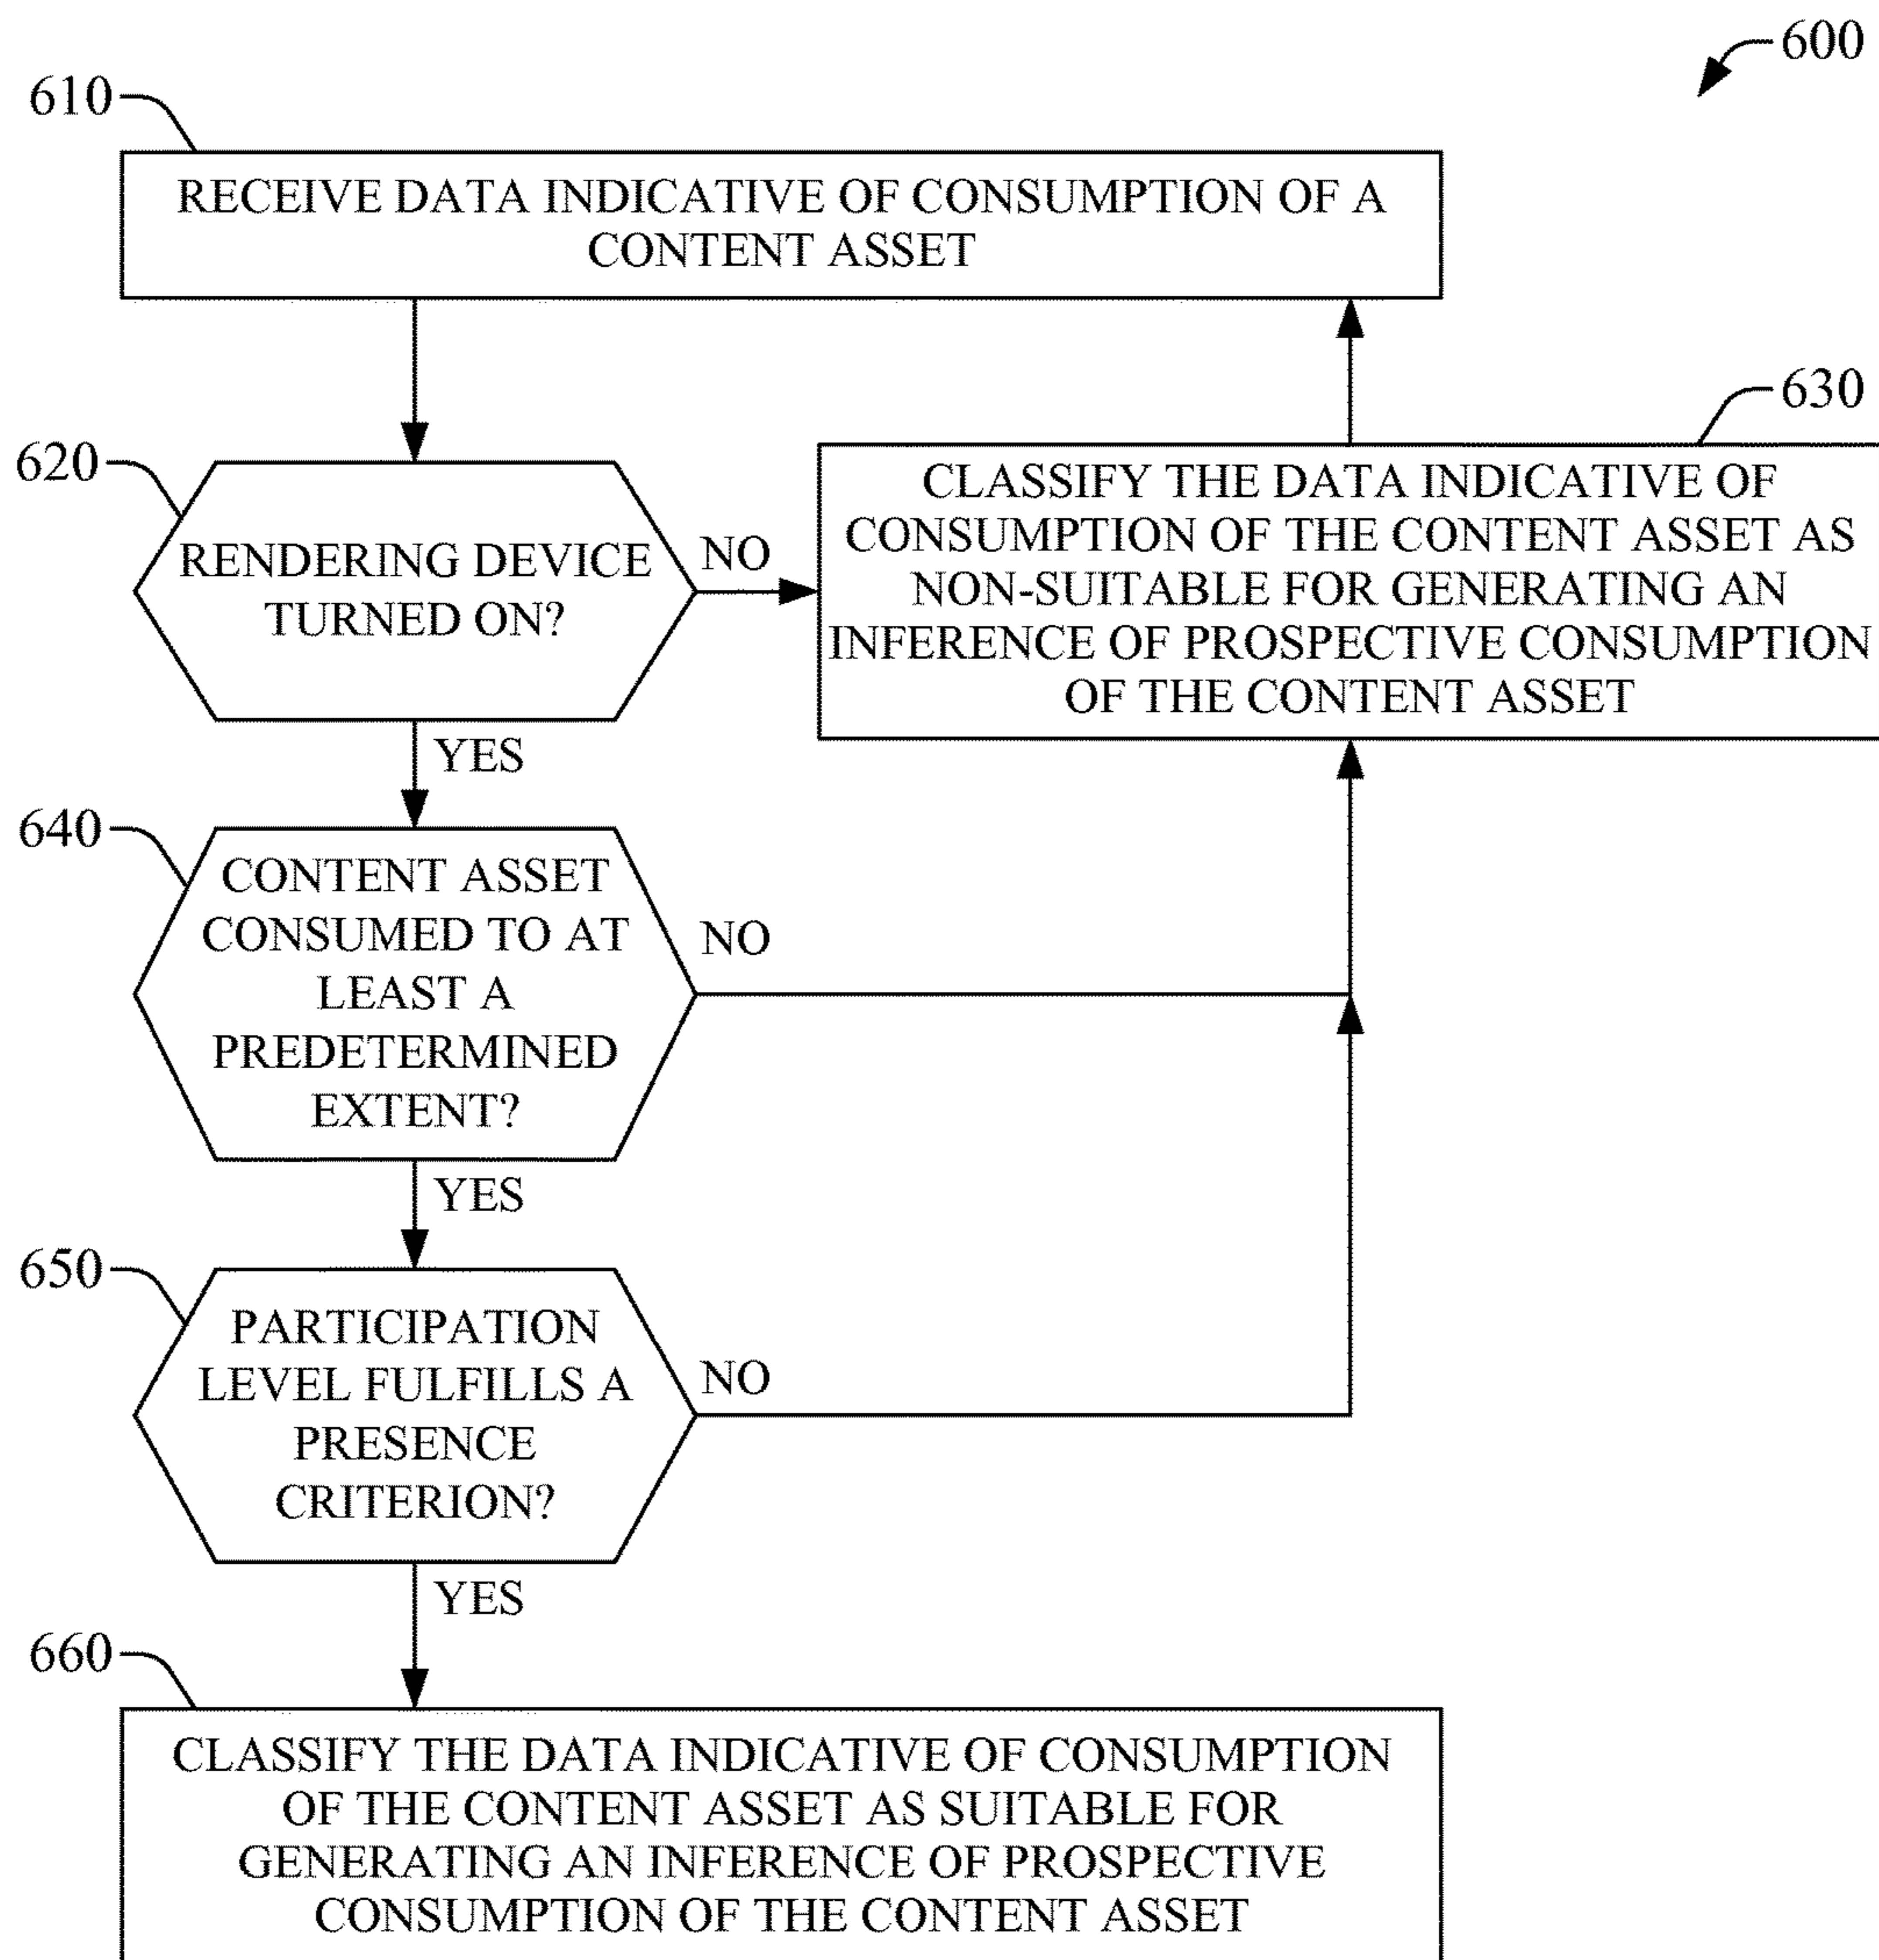 600
610
RECEIVE DATA INDICATIVE OF CONSUMPTION OF A
CONTENT ASSET
630
CLASSIFY THE DATA INDICATIVE OF
CONSUMPTION OF THE CONTENT ASSET AS
NON-SUITABLE FOR GENERATING AN
INFERENCE OF PROSPECTIVE CONSUMPTION
OF THE CONTENT ASSET
620
RENDERING DEVICE
TURNED ON?
NO
YES
640
CONTENT ASSET
CONSUMED TO AT
LEAST A
PREDETERMINED
EXTENT?
NO
YES
650
PARTICIPATION
LEVEL FULFILLS A
PRESENCE
CRITERION?
NO
YES
660
CLASSIFY THE DATA INDICATIVE OF CONSUMPTION
OF THE CONTENT ASSET AS SUITABLE FOR
GENERATING AN INFERENCE OF PROSPECTIVE
CONSUMPTION OF THE CONTENT ASSET